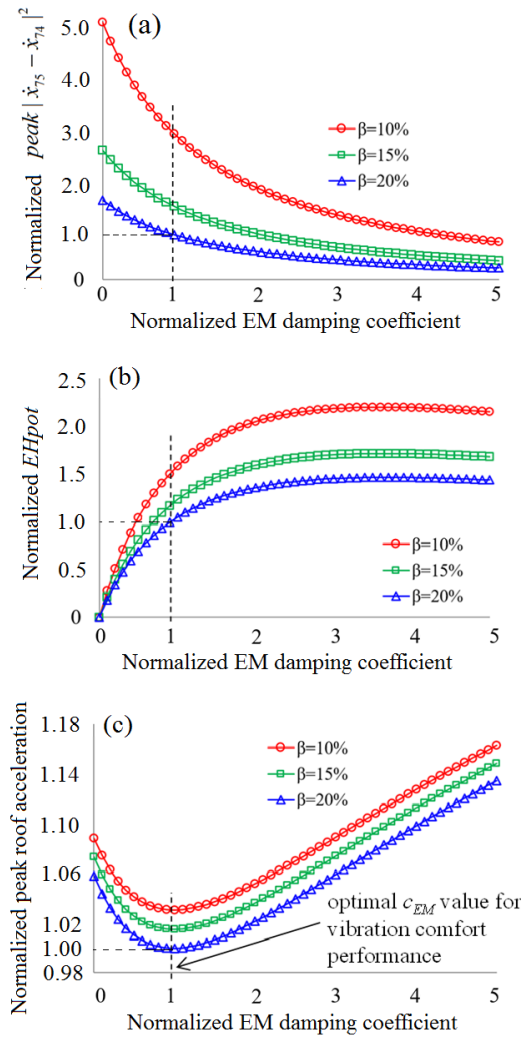 (a)
Normalized peak | ẋ₇₅ − ẋ₇₄ |²
5.0
4.0
3.0
2.0
1.0
0
β=10%
β=15%
β=20%
0 1 2 3 4 5
Normalized EM damping coefficient
(b)
Normalized EHpot
2.5
2.0
1.5
1.0
0.5
0
β=10%
β=15%
β=20%
0 1 2 3 4 5
Normalized EM damping coefficient
(c)
Normalized peak roof acceleration
1.18
1.14
1.10
1.06
1.02
1.00
0.98
β=10%
β=15%
β=20%
optimal c_EM value for
vibration comfort
performance
0 1 2 3 4 5
Normalized EM damping coefficient